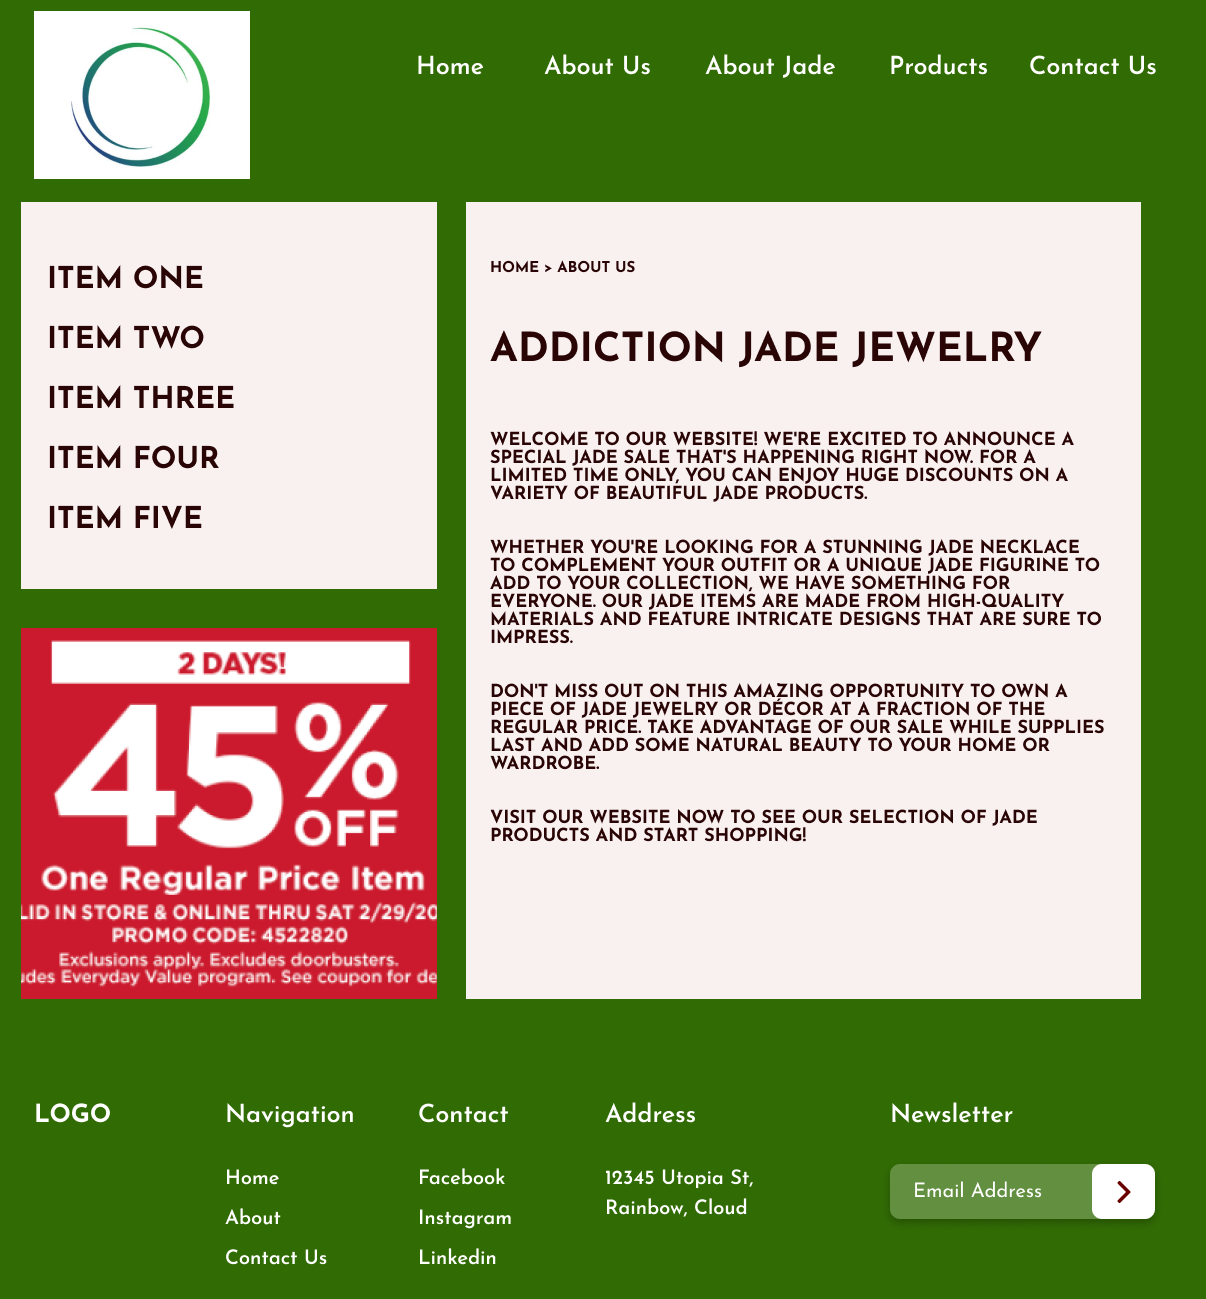 Home About Us About Jade Products Contact Us
ITEM ONE
ITEM TWO
ITEM THREE
ITEM FOUR
ITEM FIVE
2 DAYS!
45%
OFF
One Regular Price Item
LID IN STORE & ONLINE THRU SAT 2/29/20
PROMO CODE: 4522820
Exclusions apply. Excludes doorbusters.
udes Everyday Value program. See coupon for de
HOME > ABOUT US
ADDICTION JADE JEWELRY
WELCOME TO OUR WEBSITE! WE'RE EXCITED TO ANNOUNCE A
SPECIAL JADE SALE THAT'S HAPPENING RIGHT NOW. FOR A
LIMITED TIME ONLY, YOU CAN ENJOY HUGE DISCOUNTS ON A
VARIETY OF BEAUTIFUL JADE PRODUCTS.
WHETHER YOU'RE LOOKING FOR A STUNNING JADE NECKLACE
TO COMPLEMENT YOUR OUTFIT OR A UNIQUE JADE FIGURINE TO
ADD TO YOUR COLLECTION, WE HAVE SOMETHING FOR
EVERYONE. OUR JADE ITEMS ARE MADE FROM HIGH-QUALITY
MATERIALS AND FEATURE INTRICATE DESIGNS THAT ARE SURE TO
IMPRESS.
DON'T MISS OUT ON THIS AMAZING OPPORTUNITY TO OWN A
PIECE OF JADE JEWELRY OR DÉCOR AT A FRACTION OF THE
REGULAR PRICE. TAKE ADVANTAGE OF OUR SALE WHILE SUPPLIES
LAST AND ADD SOME NATURAL BEAUTY TO YOUR HOME OR
WARDROBE.
VISIT OUR WEBSITE NOW TO SEE OUR SELECTION OF JADE
PRODUCTS AND START SHOPPING!
LOGO
Navigation
Home
About
Contact Us
Contact
Facebook
Instagram
Linkedin
Address
12345 Utopia St,
Rainbow, Cloud
Newsletter
Email Address